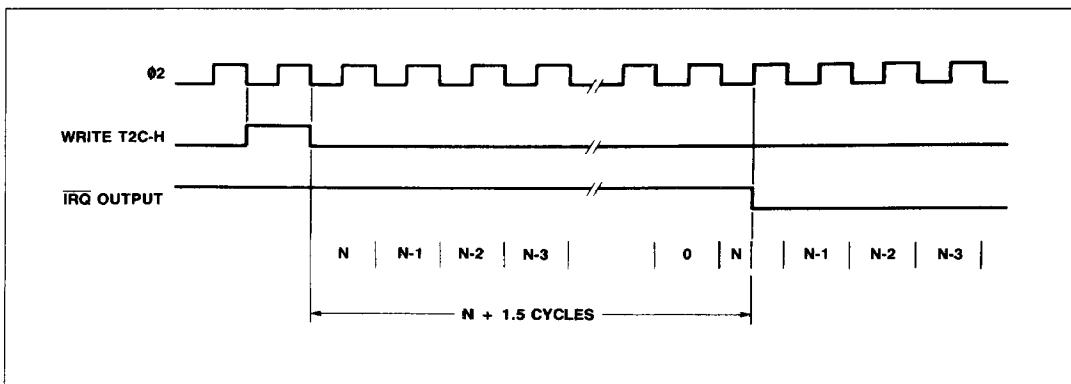 ϕ2
WRITE T2C-H
IRQ OUTPUT
N | N-1 | N-2 | N-3 | | 0 | N | | N-1 | N-2 | N-3 |
N + 1.5 CYCLES